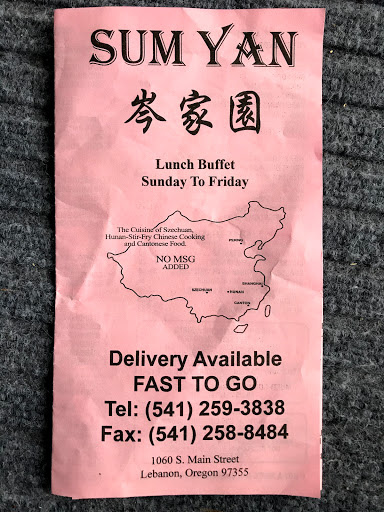 SUM YAN
岑家園
Lunch Buffet
Sunday To Friday
The Cuisine of Szechuan,
Hunan-Stir-Fry Chinese Cooking
and Cantonese Food.
NO MSG
ADDED
PEKING
SHANGHAI
SZECHUAN
HUNAN
CANTON
Delivery Available
FAST TO GO
Tel: (541) 259-3838
Fax: (541) 258-8484
1060 S. Main Street
Lebanon, Oregon 97355